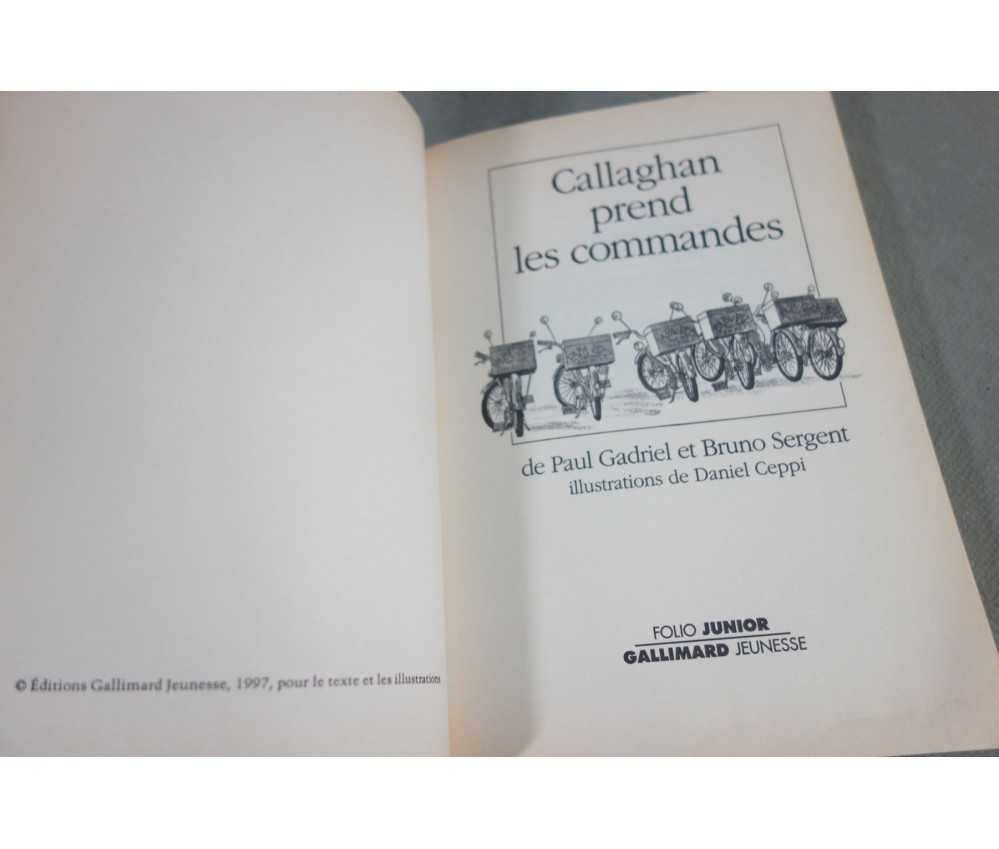 © Éditions Gallimard Jeunesse, 1997, pour le texte et les illustrations
Callaghan
prend
les commandes
de Paul Gadriel et Bruno Sergent
illustrations de Daniel Ceppi
FOLIO JUNIOR
GALLIMARD JEUNESSE